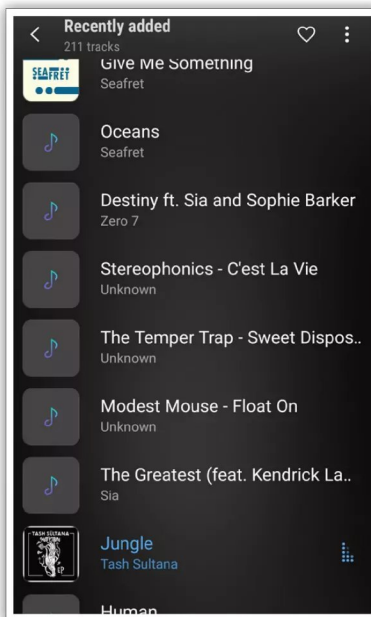 Recently added
211 tracks
Give Me Something
SEAFRET
Seafret
Oceans
Seafret
Destiny ft. Sia and Sophie Barker
Zero 7
Stereophonics - C'est La Vie
Unknown
The Temper Trap - Sweet Dispos..
Unknown
Modest Mouse - Float On
Unknown
The Greatest (feat. Kendrick La..
Sia
TASH SULTANA
NOTION
EP
Jungle
Tash Sultana
Human